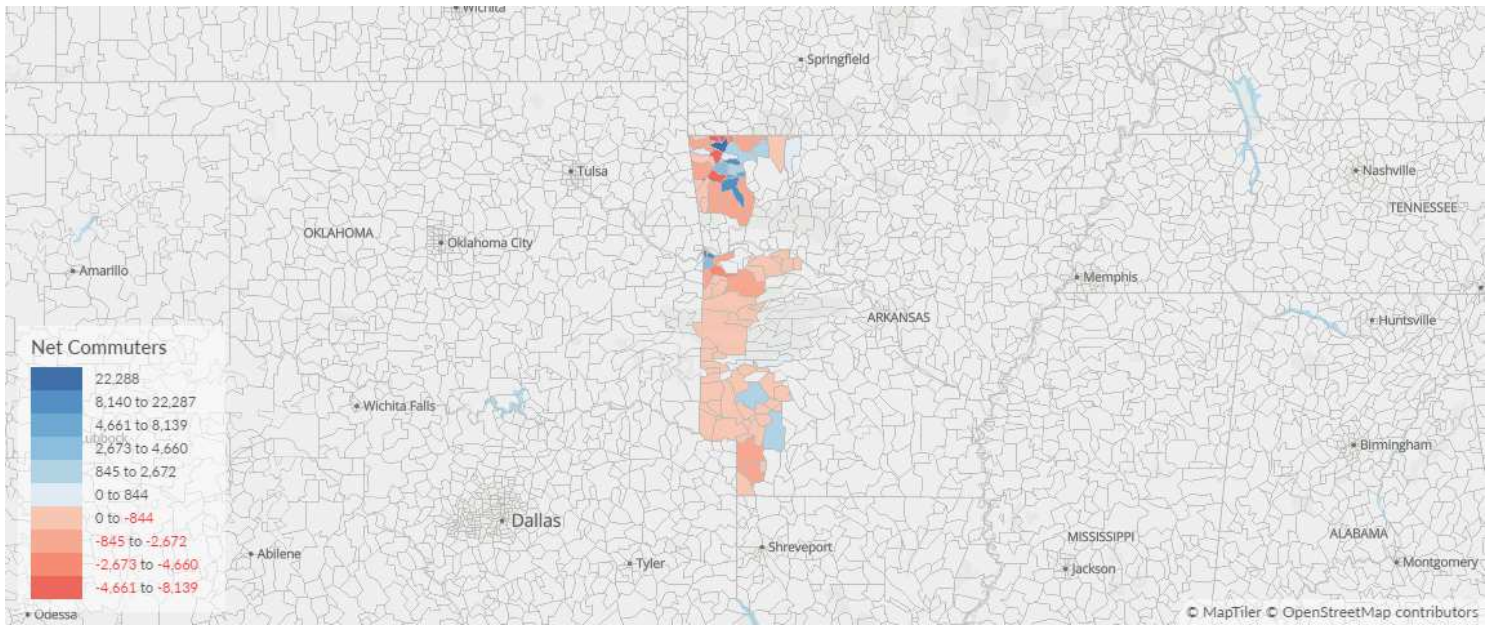 Wichita
Springfield
Tulsa
Nashville
TENNESSEE
OKLAHOMA
Oklahoma City
Amarillo
Memphis
ARKANSAS
Huntsville
Net Commuters
22,288
8,140 to 22,287
4,661 to 8,139
2,673 to 4,660
845 to 2,672
0 to 844
0 to -844
-845 to -2,672
-2,673 to -4,660
-4,661 to -8,139
Lubbock
Wichita Falls
Birmingham
Dallas
MISSISSIPPI
ALABAMA
Abilene
Tyler
Shreveport
Jackson
Montgomery
Odessa
© MapTiler © OpenStreetMap contributors